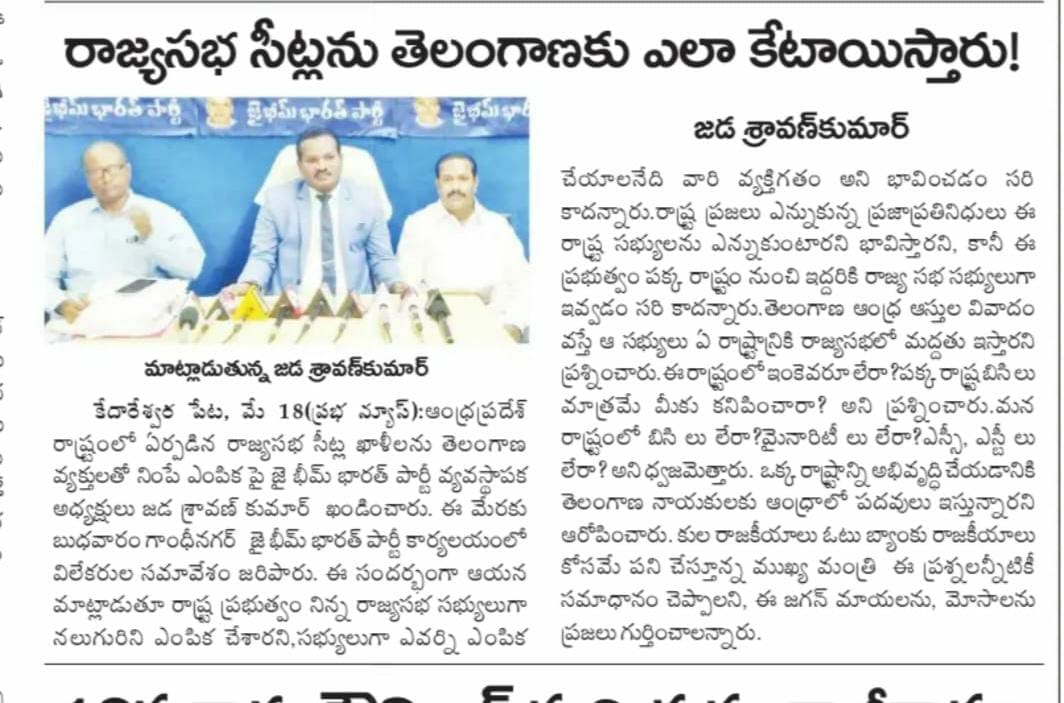 రాజ్యసభ సీట్లను తెలంగాణకు ఎలా కేటాయిస్తారు!
జైభీమ్ భారత్ పార్టీ
జైభీమ్ భారత్ పార్టీ
జైభీమ్ భార
మాట్లాడుతున్న జడ శ్రావణ్‌కుమార్
కేదారేశ్వర పేట, మే 18(ప్రభ న్యూస్):ఆంధ్రప్రదేశ్
రాష్ట్రంలో ఏర్పడిన రాజ్యసభ సీట్ల ఖాళీలను తెలంగాణ
వ్యక్తులతో నింపే ఎంపిక పై జై భీమ్ భారత్ పార్టీ వ్యవస్థాపక
అధ్యక్షులు జడ శ్రావణ్ కుమార్ ఖండించారు. ఈ మేరకు
బుధవారం గాంధీనగర్ జై భీమ్ భారత్ పార్టీ కార్యలయంలో
విలేకరుల సమావేశం జరిపారు. ఈ సందర్భంగా ఆయన
మాట్లాడుతూ రాష్ట్ర ప్రభుత్వం నిన్న రాజ్యసభ సభ్యులుగా
నలుగురిని ఎంపిక చేశారని,సభ్యులుగా ఎవర్ని ఎంపిక
జడ శ్రావణ్‌కుమార్
చేయాలనేది వారి వ్యక్తిగతం అని భావించడం సరి
కాదన్నారు.రాష్ట్ర ప్రజలు ఎన్నుకున్న ప్రజాప్రతినిధులు ఈ
రాష్ట్ర సభ్యులను ఎన్నుకుంటారని భావిస్తారని, కానీ ఈ
ప్రభుత్వం పక్క రాష్ట్రం నుంచి ఇద్దరికి రాజ్య సభ సభ్యులుగా
ఇవ్వడం సరి కాదన్నారు.తెలంగాణ ఆంధ్ర ఆస్తుల వివాదం
వస్తే ఆ సభ్యులు ఏ రాష్ట్రానికి రాజ్యసభలో మద్దతు ఇస్తారని
ప్రశ్నించారు.ఈ రాష్ట్రంలో ఇంకెవరూ లేరా?పక్క రాష్ట్ర బిసి లు
మాత్రమే మీకు కనిపించారా? అని ప్రశ్నించారు.మన
రాష్ట్రంలో బిసి లు లేరా?మైనారిటీ లు లేరా?ఎస్సీ, ఎస్టీ లు
లేరా? అని ధ్వజమెత్తారు. ఒక్క రాష్ట్రాన్ని అభివృద్ధి చేయడానికి
తెలంగాణ నాయకులకు ఆంధ్రాలో పదవులు ఇస్తున్నారని
ఆరోపించారు. కుల రాజకీయాలు ఓటు బ్యాంకు రాజకీయాలు
కోసమే పని చేస్తూన్న ముఖ్య మంత్రి ఈ ప్రశ్నలన్నీటికీ
సమాధానం చెప్పాలని, ఈ జగన్ మాయలను, మోసాలను
ప్రజలు గుర్తించాలన్నారు.